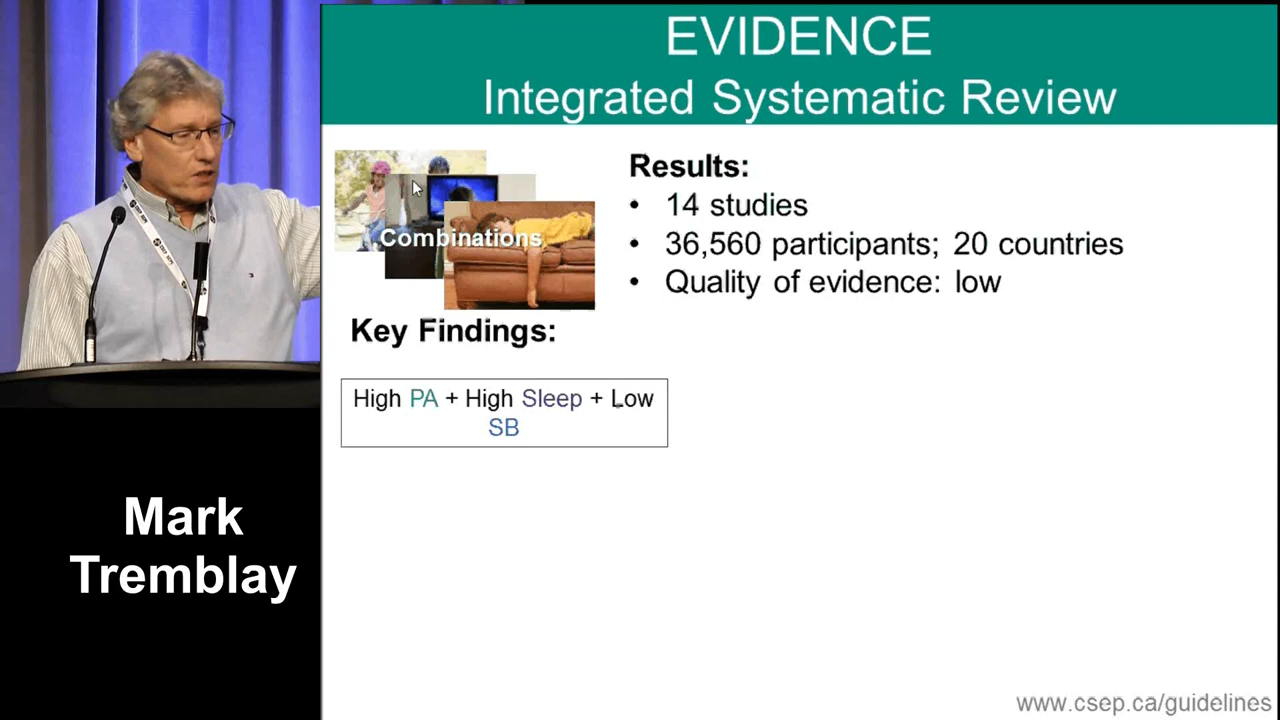 EVIDENCE
Integrated Systematic Review
Combinations
Results:
• 14 studies
• 36,560 participants; 20 countries
• Quality of evidence: low
Key Findings:
High PA + High Sleep + Low
SB
Mark
Tremblay
www.csep.ca/guidelines